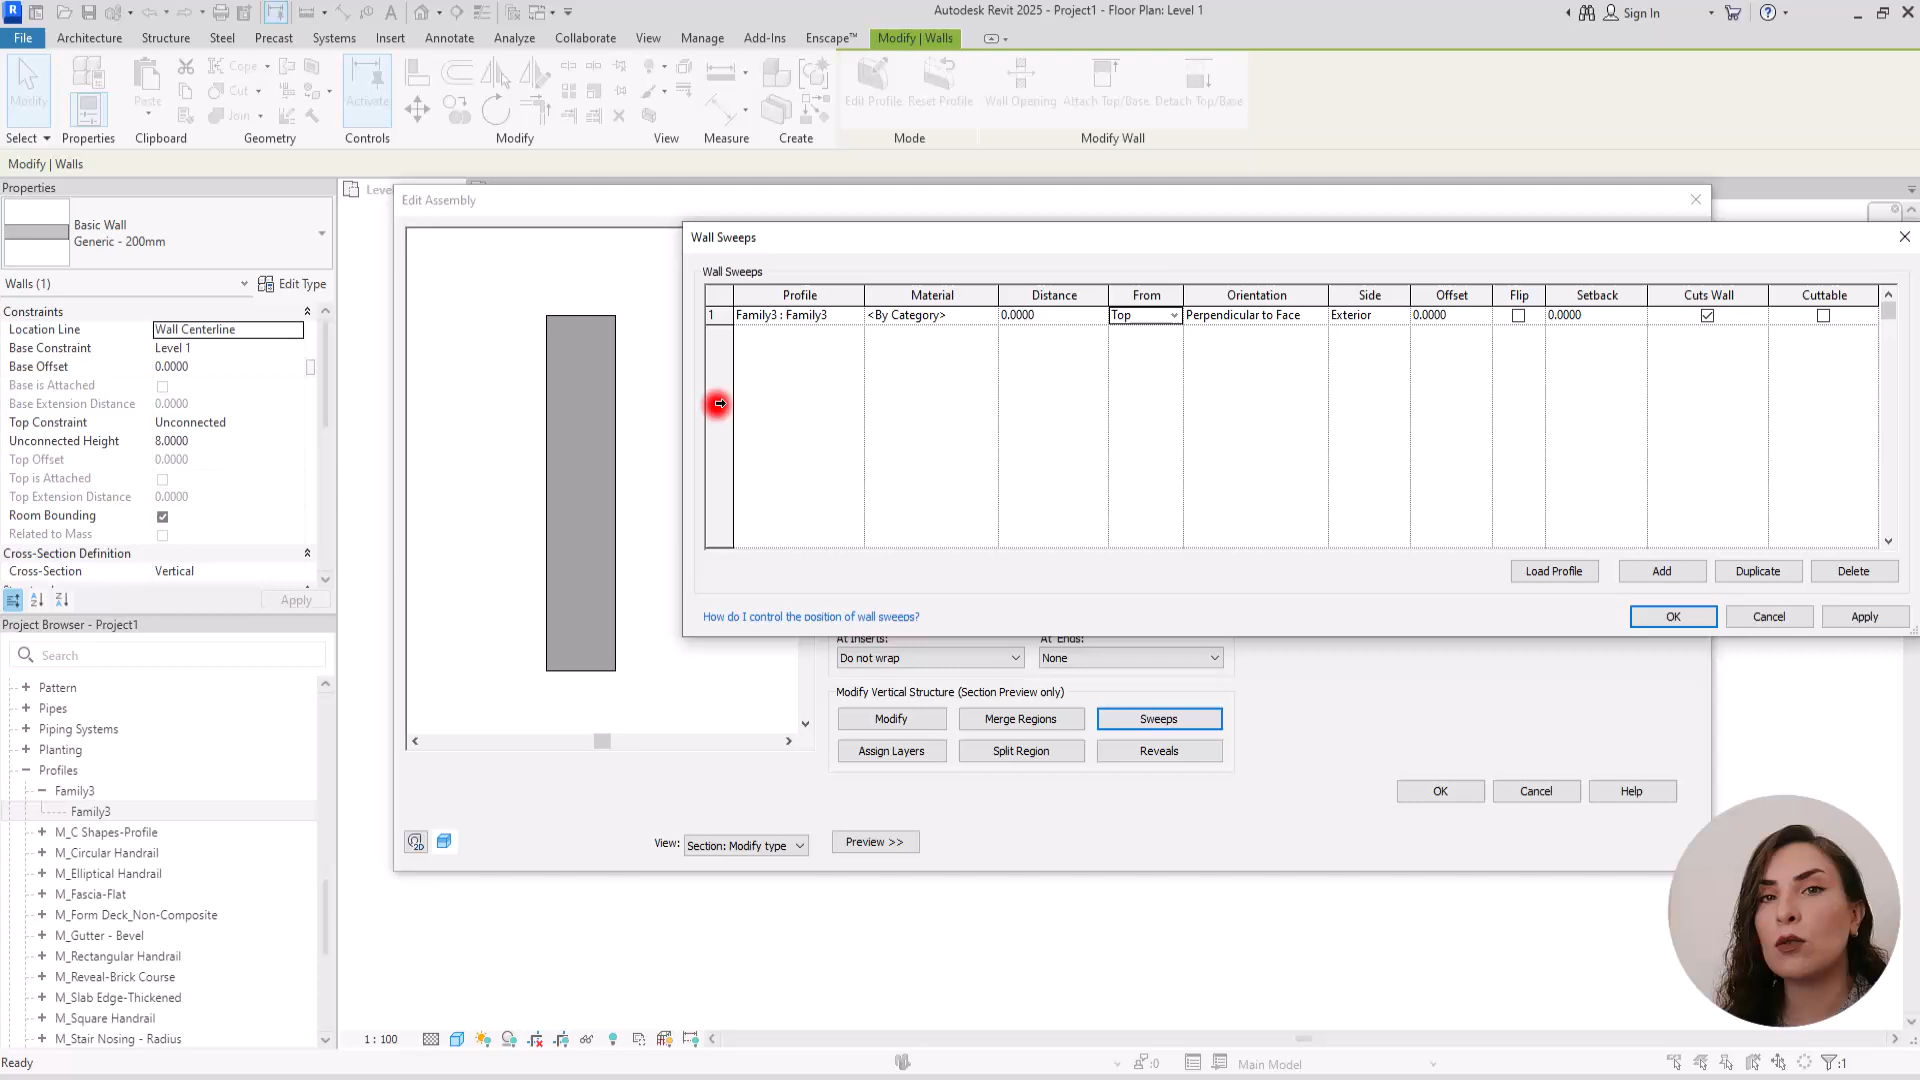 Autodesk Revit 2025 - Project1 - Floor Plan: Level 1
Sign In
File Architecture Structure Steel Precast Systems Insert Annotate Analyze Collaborate View Manage Add-Ins Enscape™ Modify | Walls
Modify Paste Cope Cut Join Activate Edit Profile Reset Profile Wall Opening Attach Top/Base Detach Top/Base
Select Properties Clipboard Geometry Controls Modify View Measure Create Mode Modify Wall
Modify | Walls
Properties
Basic Wall
Generic - 200mm
Walls (1) Edit Type
Constraints
Location Line Wall Centerline
Base Constraint Level 1
Base Offset 0.0000
Base is Attached
Base Extension Distance 0.0000
Top Constraint Unconnected
Unconnected Height 8.0000
Top Offset 0.0000
Top is Attached
Top Extension Distance 0.0000
Room Bounding
Related to Mass
Cross-Section Definition
Cross-Section Vertical
Apply
Project Browser - Project1
Search
Pattern
Pipes
Piping Systems
Planting
Profiles
Family3
Family3
M_C Shapes-Profile
M_Circular Handrail
M_Elliptical Handrail
M_Fascia-Flat
M_Form Deck_Non-Composite
M_Gutter - Bevel
M_Rectangular Handrail
M_Reveal-Brick Course
M_Slab Edge-Thickened
M_Square Handrail
M_Stair Nosing - Radius
Ready
Edit Assembly
Wall Sweeps
Wall Sweeps
Profile Material Distance From Orientation Side Offset Flip Setback Cuts Wall Cuttable
1 Family3 : Family3 <By Category> 0.0000 Top Perpendicular to Face Exterior 0.0000 0.0000
Load Profile Add Duplicate Delete
How do I control the position of wall sweeps?
OK Cancel Apply
At Inserts: At Ends:
Do not wrap None
Modify Vertical Structure (Section Preview only)
Modify Merge Regions Sweeps
Assign Layers Split Region Reveals
OK Cancel Help
View: Section: Modify type Preview >>
1 : 100
:0 Main Model :1